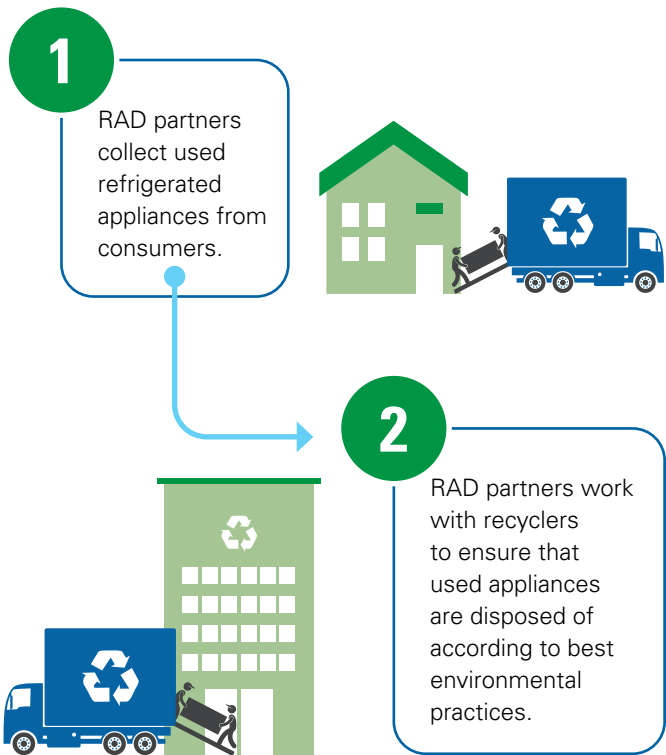 1
RAD partners
collect used
refrigerated
appliances from
consumers.
2
RAD partners work
with recyclers
to ensure that
used appliances
are disposed of
according to best
environmental
practices.